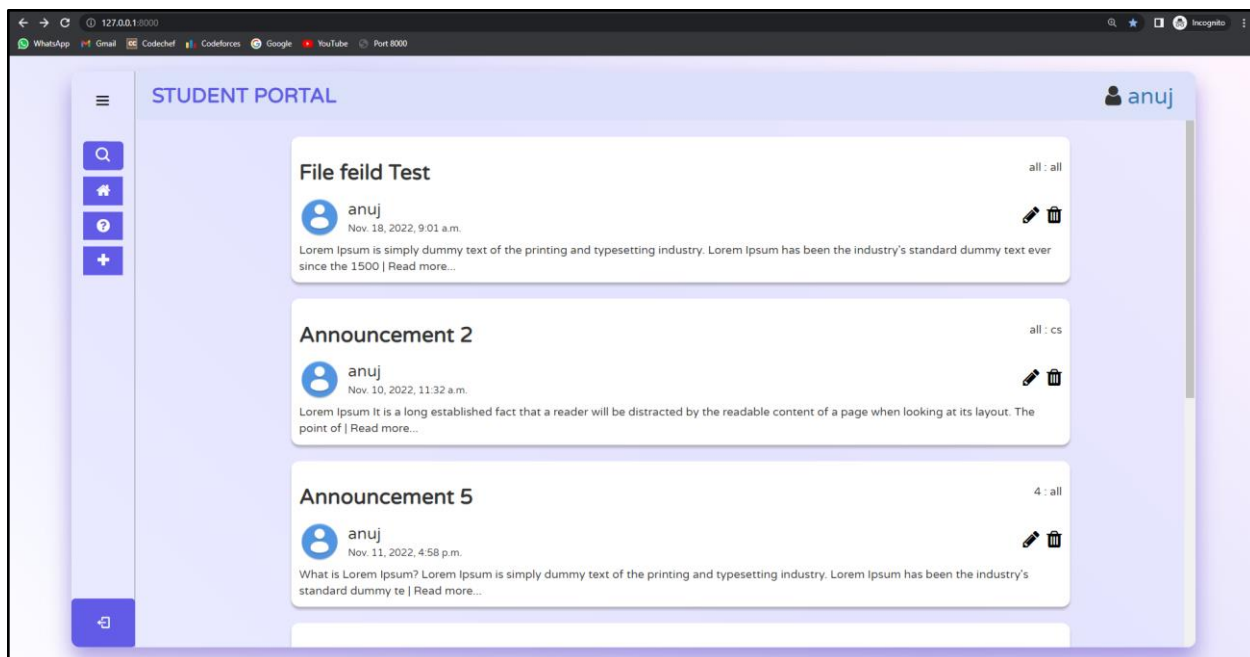 127.0.0.1:8000
Incognito
WhatsApp Gmail Codechef Codeforces Google YouTube Port 8000
STUDENT PORTAL
anuj
File feild Test
all : all
anuj
Nov. 18, 2022, 9:01 a.m.
Lorem Ipsum is simply dummy text of the printing and typesetting industry. Lorem Ipsum has been the industry's standard dummy text ever
since the 1500 | Read more...
Announcement 2
all : cs
anuj
Nov. 10, 2022, 11:32 a.m.
Lorem Ipsum It is a long established fact that a reader will be distracted by the readable content of a page when looking at its layout. The
point of | Read more...
Announcement 5
4 : all
anuj
Nov. 11, 2022, 4:58 p.m.
What is Lorem Ipsum? Lorem Ipsum is simply dummy text of the printing and typesetting industry. Lorem Ipsum has been the industry's
standard dummy te | Read more...